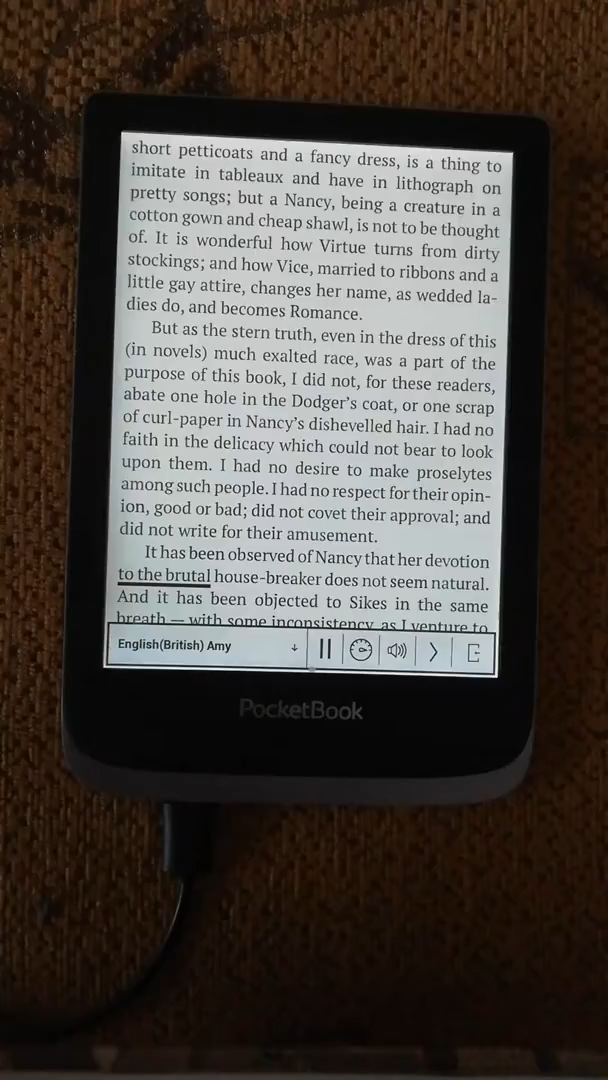 short petticoats and a fancy dress, is a thing to
imitate in tableaux and have in lithograph on
pretty songs; but a Nancy, being a creature in a
cotton gown and cheap shawl, is not to be thought
of. It is wonderful how Virtue turns from dirty
stockings; and how Vice, married to ribbons and a
little gay attire, changes her name, as wedded la-
dies do, and becomes Romance.
But as the stern truth, even in the dress of this
(in novels) much exalted race, was a part of the
purpose of this book, I did not, for these readers,
abate one hole in the Dodger's coat, or one scrap
of curl-paper in Nancy's dishevelled hair. I had no
faith in the delicacy which could not bear to look
upon them. I had no desire to make proselytes
among such people. I had no respect for their opin-
ion, good or bad; did not covet their approval; and
did not write for their amusement.
It has been observed of Nancy that her devotion
to the brutal house-breaker does not seem natural.
And it has been objected to Sikes in the same
breath — with some inconsistency, as I venture to
English(British) Amy
PocketBook